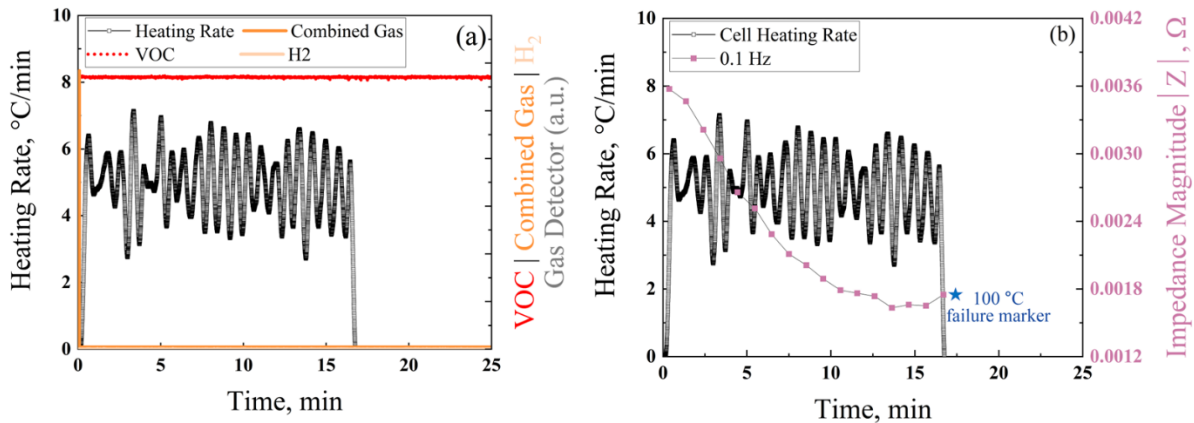 (a)
Heating Rate
Combined Gas
VOC
H2
10
8
6
4
2
0
0
5
10
15
20
25
Heating Rate, °C/min
Time, min
VOC | Combined Gas | H₂
Gas Detector (a.u.)
(b)
Cell Heating Rate
0.1 Hz
10
8
6
4
2
0
0
5
10
15
20
25
Heating Rate, °C/min
Time, min
0.0042
0.0036
0.0030
0.0024
0.0018
0.0012
Impedance Magnitude | Z | , Ω
100 °C
failure marker